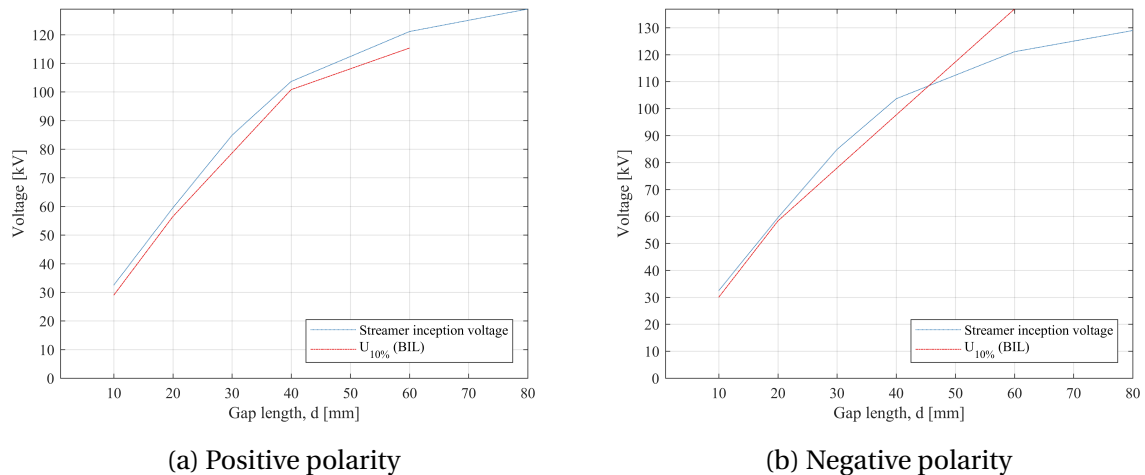 120
110
100
90
80
70
60
50
40
30
20
10
0
Voltage [kV]
10 20 30 40 50 60 70 80
Gap length, d [mm]
Streamer inception voltage
U10% (BIL)
(a) Positive polarity
130
120
110
100
90
80
70
60
50
40
30
20
10
0
Voltage [kV]
10 20 30 40 50 60 70 80
Gap length, d [mm]
Streamer inception voltage
U10% (BIL)
(b) Negative polarity